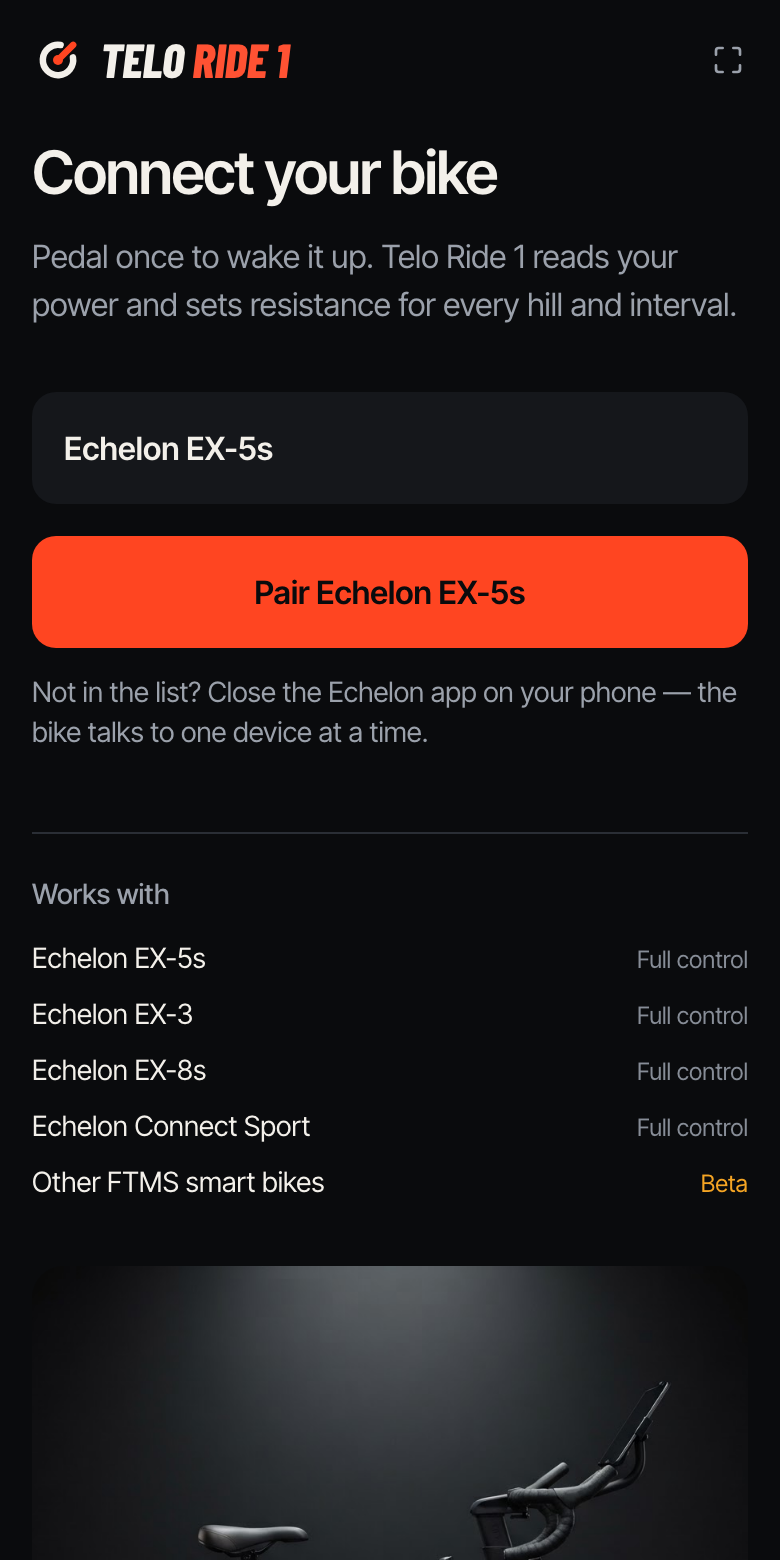 TELO RIDE 1
Connect your bike
Pedal once to wake it up. Telo Ride 1 reads your
power and sets resistance for every hill and interval.
Echelon EX-5s
Pair Echelon EX-5s
Not in the list? Close the Echelon app on your phone — the
bike talks to one device at a time.
Works with
Echelon EX-5s Full control
Echelon EX-3 Full control
Echelon EX-8s Full control
Echelon Connect Sport Full control
Other FTMS smart bikes Beta